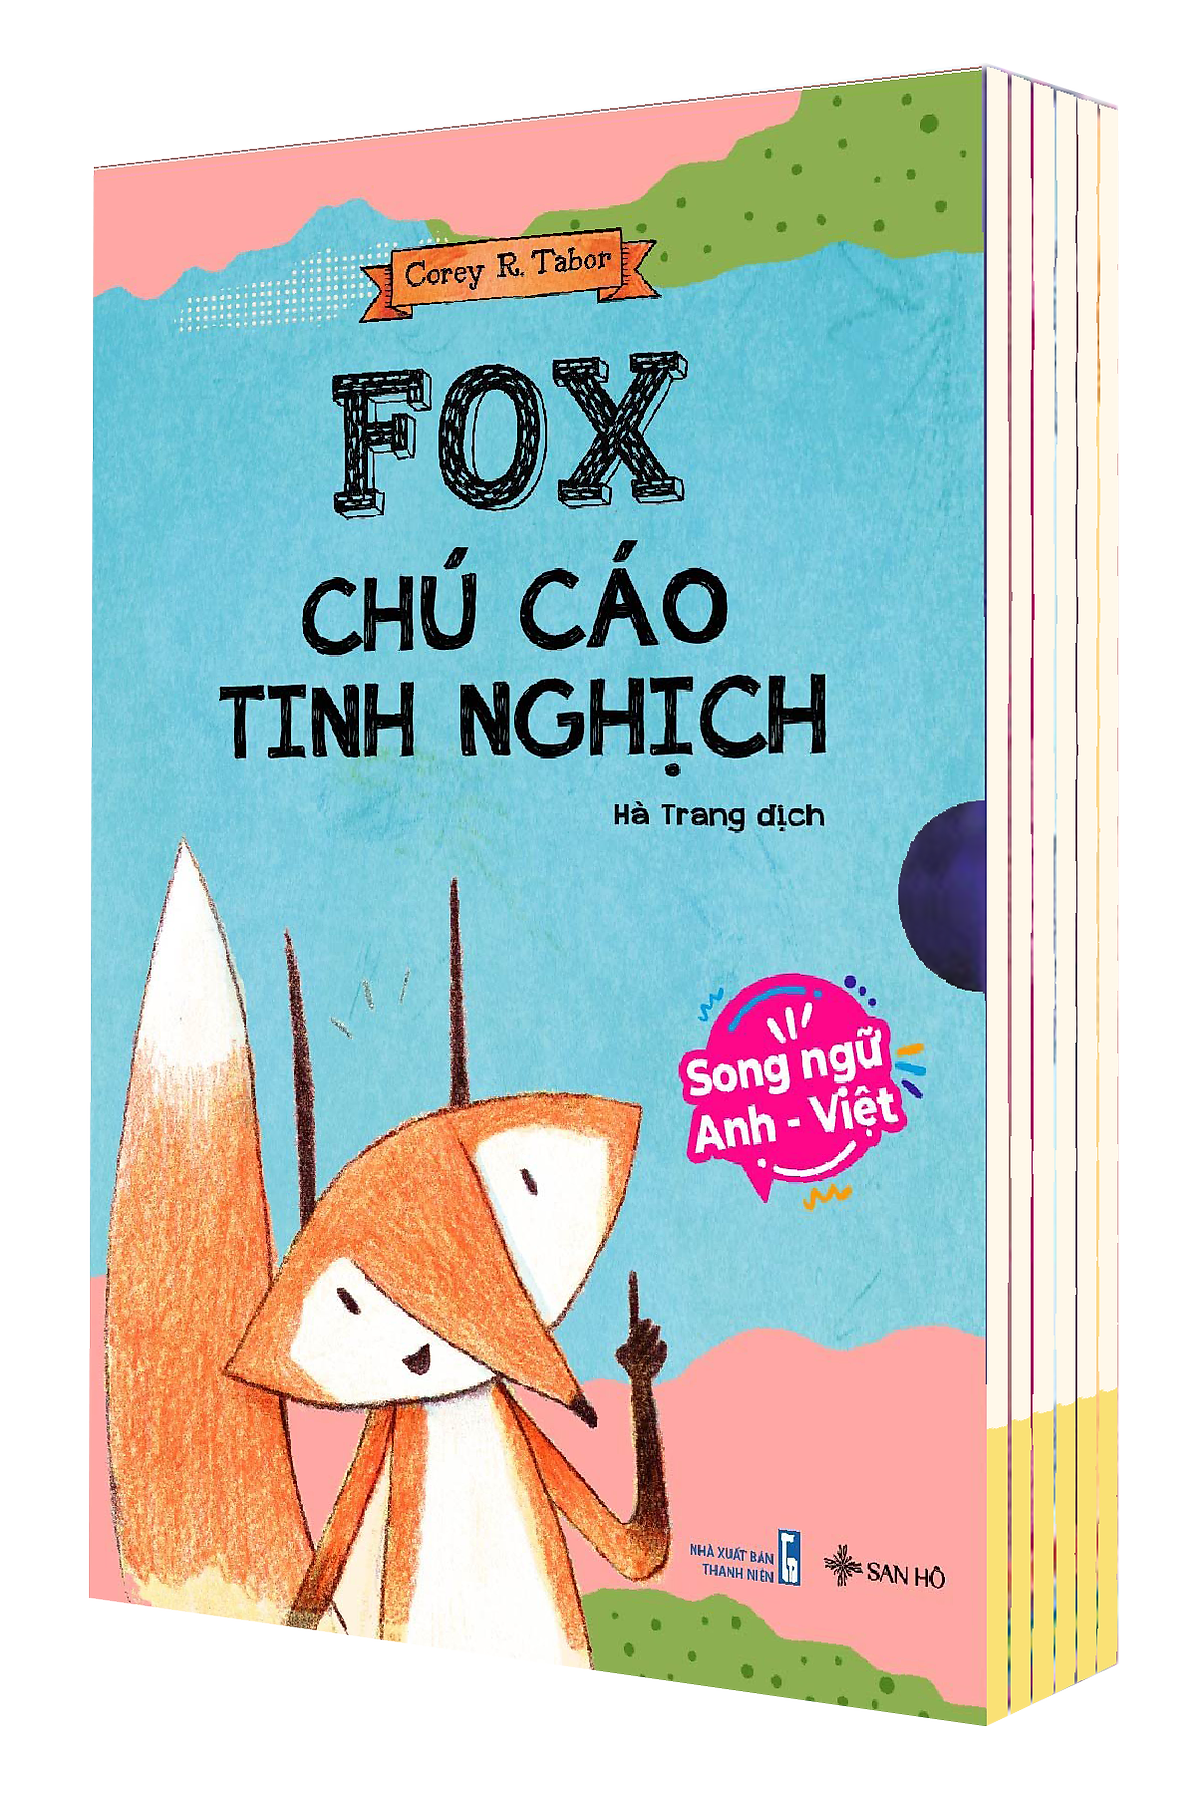 Corey R. Tabor
FOX
CHÚ CÁO
TINH NGHỊCH
Hà Trang dịch
Song ngữ
Anh - Việt
NHÀ XUẤT BẢN
THANH NIÊN
SAN HÔ